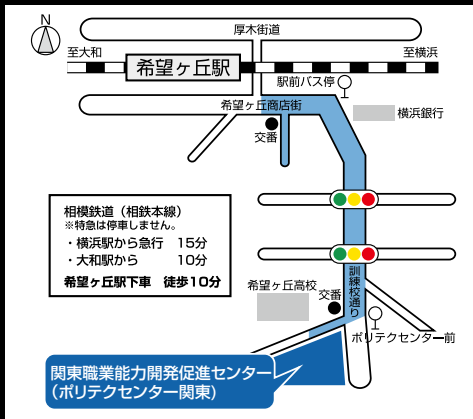 N
厚木街道
至大和
至横浜
希望ヶ丘駅
駅前バス停
希望ヶ丘商店街
横浜銀行
交番
相模鉄道（相鉄本線）
※特急は停車しません。
・横浜駅から急行 15分
・大和駅から 10分
希望ヶ丘駅下車 徒歩10分
訓練校通り
希望ヶ丘高校
交番
ポリテクセンター前
関東職業能力開発促進センター
（ポリテクセンター関東）